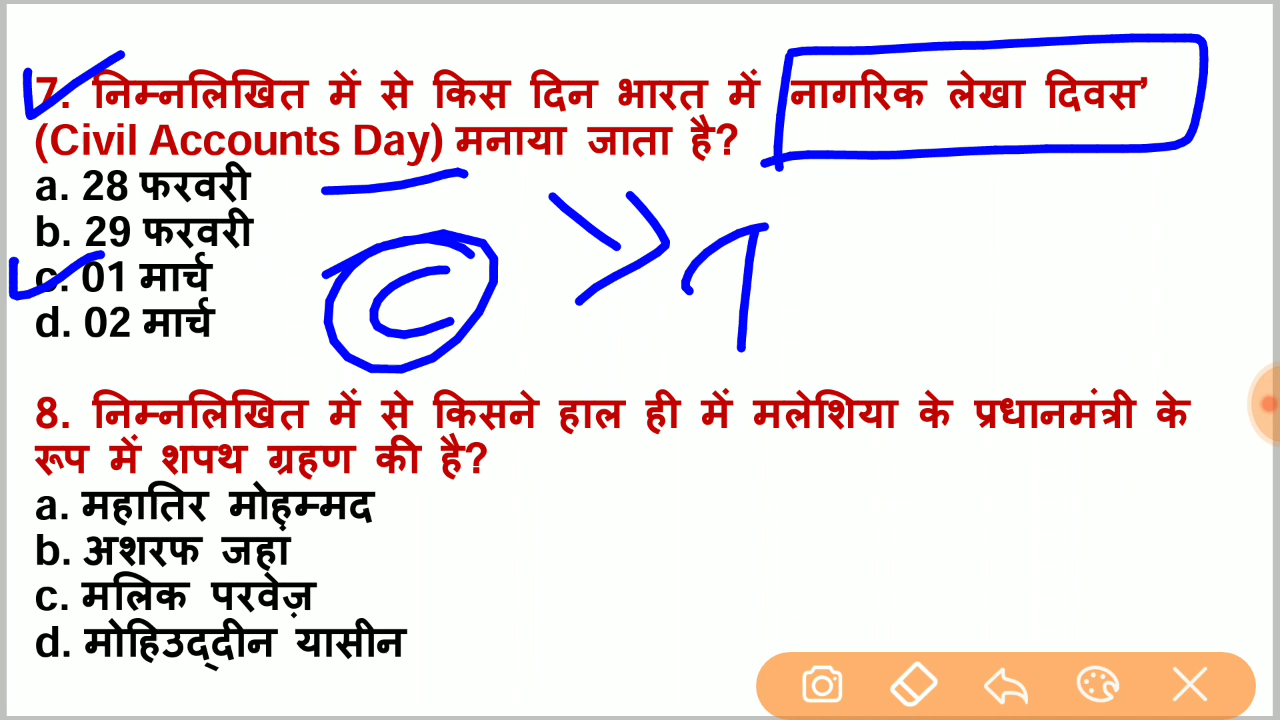 7. निम्नलिखित में से किस दिन भारत में नागरिक लेखा दिवस’
(Civil Accounts Day) मनाया जाता है?
a. 28 फरवरी
b. 29 फरवरी
c. 01 मार्च
d. 02 मार्च
C
8. निम्नलिखित में से किसने हाल ही में मलेशिया के प्रधानमंत्री के
रूप में शपथ ग्रहण की है?
a. महातिर मोहम्मद
b. अशरफ जहां
c. मलिक परवेज़
d. मोहिउद्दीन यासीन